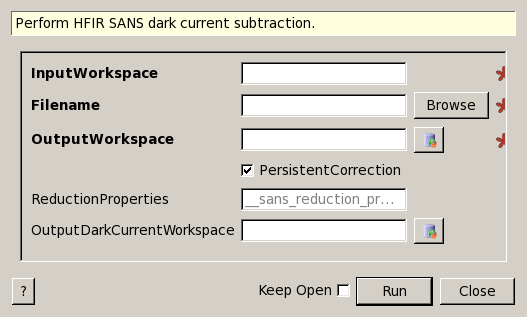 Perform HFIR SANS dark current subtraction.
InputWorkspace
Filename Browse
OutputWorkspace
PersistentCorrection
ReductionProperties __sans_reduction_pr...
OutputDarkCurrentWorkspace
? Keep Open Run Close